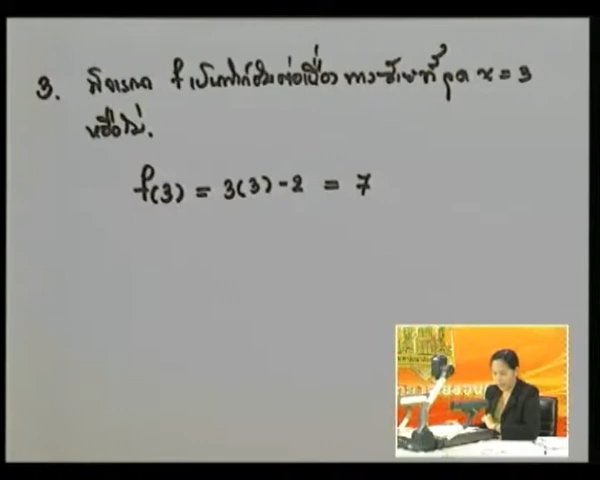 3. พิจารณา f เป็นฟังก์ชันต่อเนื่อง ทางซ้ายที่ จุด x = 3
หรือไม่.
f(3) = 3(3) - 2 = 7